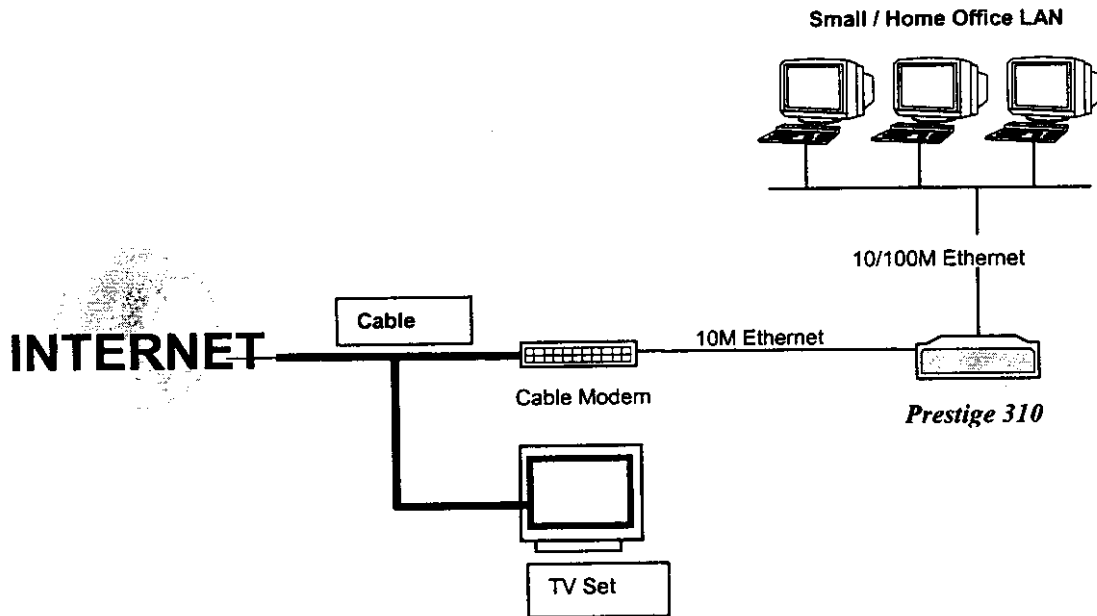 Small / Home Office LAN
10/100M Ethernet
Cable
INTERNET
10M Ethernet
Cable Modem
Prestige 310
TV Set